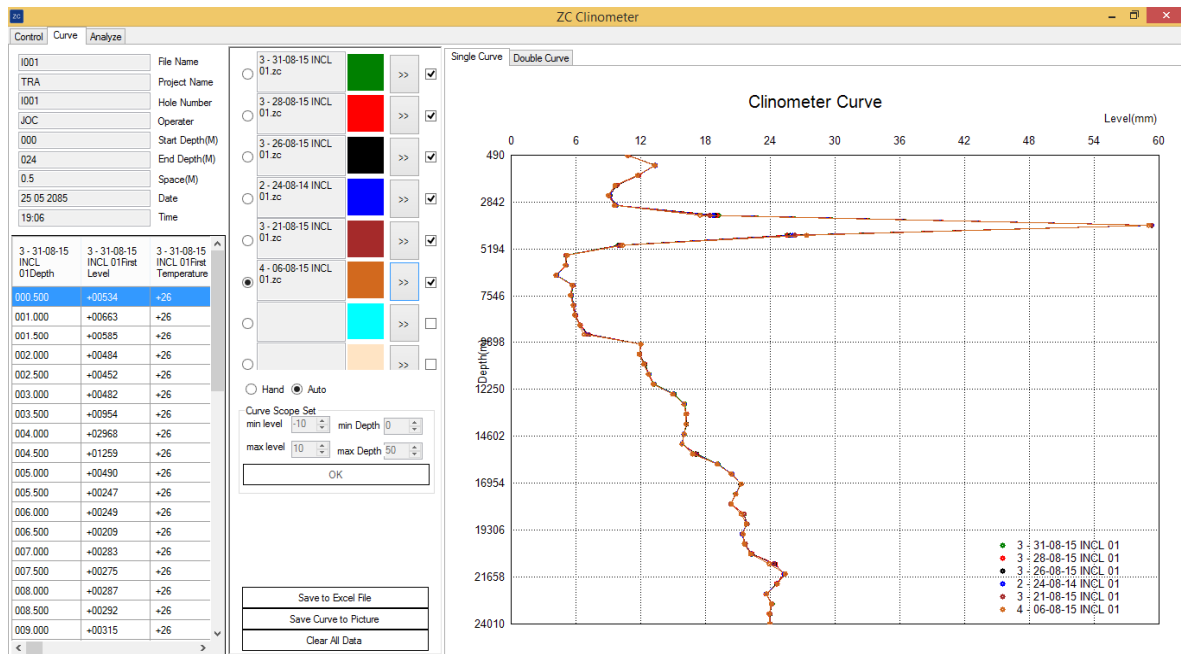 ZC
ZC Clinometer
Control
Curve
Analyze
I001
File Name
TRA
Project Name
I001
Hole Number
JOC
Operater
000
Start Depth(M)
024
End Depth(M)
0.5
Space(M)
25 05 2085
Date
19:06
Time
3 - 31-08-15 INCL 01Depth
3 - 31-08-15 INCL 01First Level
3 - 31-08-15 INCL 01First Temperature
000.500 +00534 +26
001.000 +00663 +26
001.500 +00585 +26
002.000 +00484 +26
002.500 +00452 +26
003.000 +00482 +26
003.500 +00954 +26
004.000 +02968 +26
004.500 +01259 +26
005.000 +00490 +26
005.500 +00247 +26
006.000 +00249 +26
006.500 +00209 +26
007.000 +00283 +26
007.500 +00275 +26
008.000 +00287 +26
008.500 +00292 +26
009.000 +00315 +26
3 - 31-08-15 INCL
01.zc
>>
3 - 28-08-15 INCL
01.zc
>>
3 - 26-08-15 INCL
01.zc
>>
2 - 24-08-14 INCL
01.zc
>>
3 - 21-08-15 INCL
01.zc
>>
4 - 06-08-15 INCL
01.zc
>>
>>
>>
Hand
Auto
Curve Scope Set
min level -10 min Depth 0
max level 10 max Depth 50
OK
Save to Excel File
Save Curve to Picture
Clear All Data
Single Curve
Double Curve
Clinometer Curve
Level(mm)
0 6 12 18 24 30 36 42 48 54 60
490
2842
5194
7546
9898
Depth(m)
12250
14602
16954
19306
21658
24010
3 - 31-08-15 INCL 01
3 - 28-08-15 INCL 01
3 - 26-08-15 INCL 01
2 - 24-08-14 INCL 01
3 - 21-08-15 INCL 01
4 - 06-08-15 INCL 01